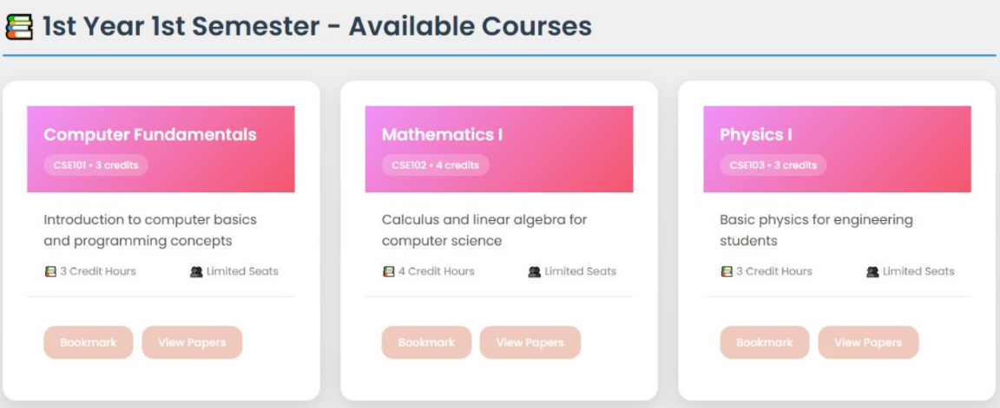 1st Year 1st Semester - Available Courses
Computer Fundamentals
CSE101 • 3 credits
Introduction to computer basics
and programming concepts
3 Credit Hours
Limited Seats
Bookmark
View Papers
Mathematics I
CSE102 • 4 credits
Calculus and linear algebra for
computer science
4 Credit Hours
Limited Seats
Bookmark
View Papers
Physics I
CSE103 • 3 credits
Basic physics for engineering
students
3 Credit Hours
Limited Seats
Bookmark
View Papers